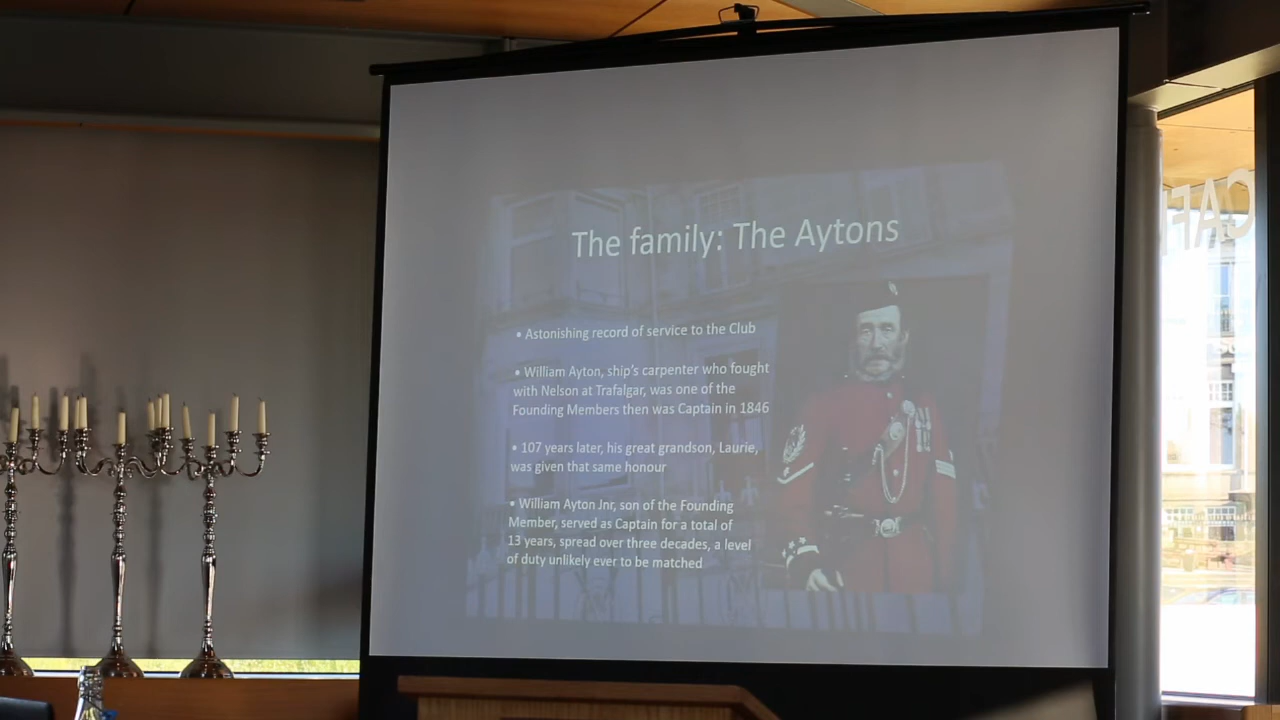 The family: The Aytons
• Astonishing record of service to the Club
• William Ayton, ship's carpenter who fought
with Nelson at Trafalgar, was one of the
Founding Members then was Captain in 1846
• 107 years later, his great grandson, Laurie,
was given that same honour
• William Ayton Jnr, son of the Founding
Member, served as Captain for a total of
13 years, spread over three decades, a level
of duty unlikely ever to be matched
CAF